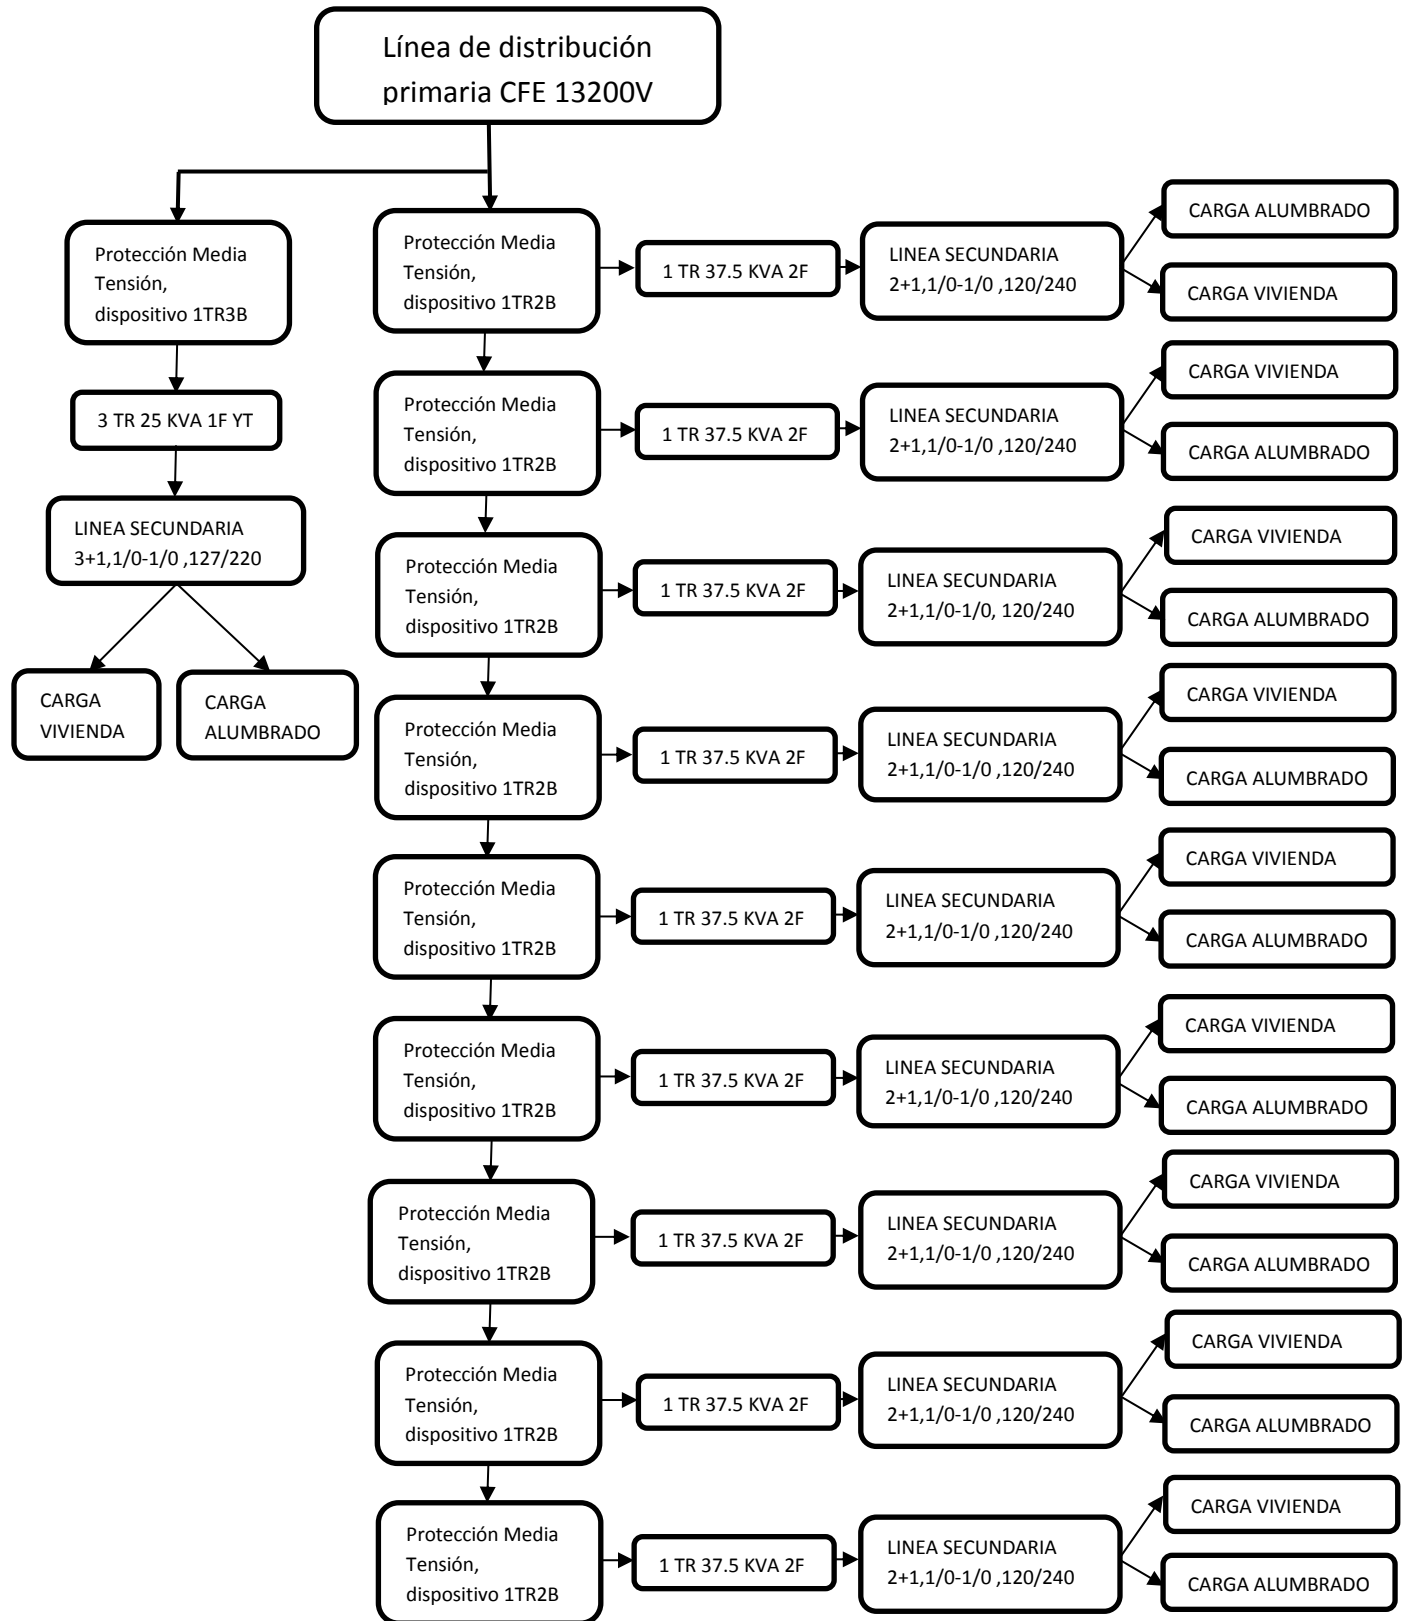 Línea de distribución
primaria CFE 13200V
Protección Media
Tensión,
dispositivo 1TR3B
3 TR 25 KVA 1F YT
LINEA SECUNDARIA
3+1,1/0-1/0 ,127/220
CARGA
VIVIENDA
CARGA
ALUMBRADO
Protección Media
Tensión,
dispositivo 1TR2B
1 TR 37.5 KVA 2F
LINEA SECUNDARIA
2+1,1/0-1/0 ,120/240
CARGA ALUMBRADO
CARGA VIVIENDA
Protección Media
Tensión,
dispositivo 1TR2B
1 TR 37.5 KVA 2F
LINEA SECUNDARIA
2+1,1/0-1/0 ,120/240
CARGA VIVIENDA
CARGA ALUMBRADO
Protección Media
Tensión,
dispositivo 1TR2B
1 TR 37.5 KVA 2F
LINEA SECUNDARIA
2+1,1/0-1/0, 120/240
CARGA VIVIENDA
CARGA ALUMBRADO
Protección Media
Tensión,
dispositivo 1TR2B
1 TR 37.5 KVA 2F
LINEA SECUNDARIA
2+1,1/0-1/0 ,120/240
CARGA VIVIENDA
CARGA ALUMBRADO
Protección Media
Tensión,
dispositivo 1TR2B
1 TR 37.5 KVA 2F
LINEA SECUNDARIA
2+1,1/0-1/0 ,120/240
CARGA VIVIENDA
CARGA ALUMBRADO
Protección Media
Tensión,
dispositivo 1TR2B
1 TR 37.5 KVA 2F
LINEA SECUNDARIA
2+1,1/0-1/0 ,120/240
CARGA VIVIENDA
CARGA ALUMBRADO
Protección Media
Tensión,
dispositivo 1TR2B
1 TR 37.5 KVA 2F
LINEA SECUNDARIA
2+1,1/0-1/0 ,120/240
CARGA VIVIENDA
CARGA ALUMBRADO
Protección Media
Tensión,
dispositivo 1TR2B
1 TR 37.5 KVA 2F
LINEA SECUNDARIA
2+1,1/0-1/0 ,120/240
CARGA VIVIENDA
CARGA ALUMBRADO
Protección Media
Tensión,
dispositivo 1TR2B
1 TR 37.5 KVA 2F
LINEA SECUNDARIA
2+1,1/0-1/0 ,120/240
CARGA VIVIENDA
CARGA ALUMBRADO